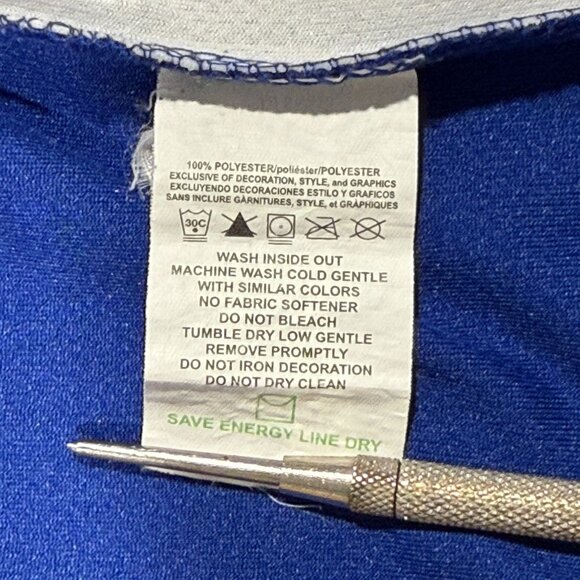 100% POLYESTER/poliéster/POLYESTER
EXCLUSIVE OF DECORATION, STYLE, and GRAPHICS
EXCLUYENDO DECORACIONES ESTILO Y GRAFICOS
SANS INCLURE GARNITURES, STYLE, et GRAPHIQUES
30C
WASH INSIDE OUT
MACHINE WASH COLD GENTLE
WITH SIMILAR COLORS
NO FABRIC SOFTENER
DO NOT BLEACH
TUMBLE DRY LOW GENTLE
REMOVE PROMPTLY
DO NOT IRON DECORATION
DO NOT DRY CLEAN
SAVE ENERGY LINE DRY